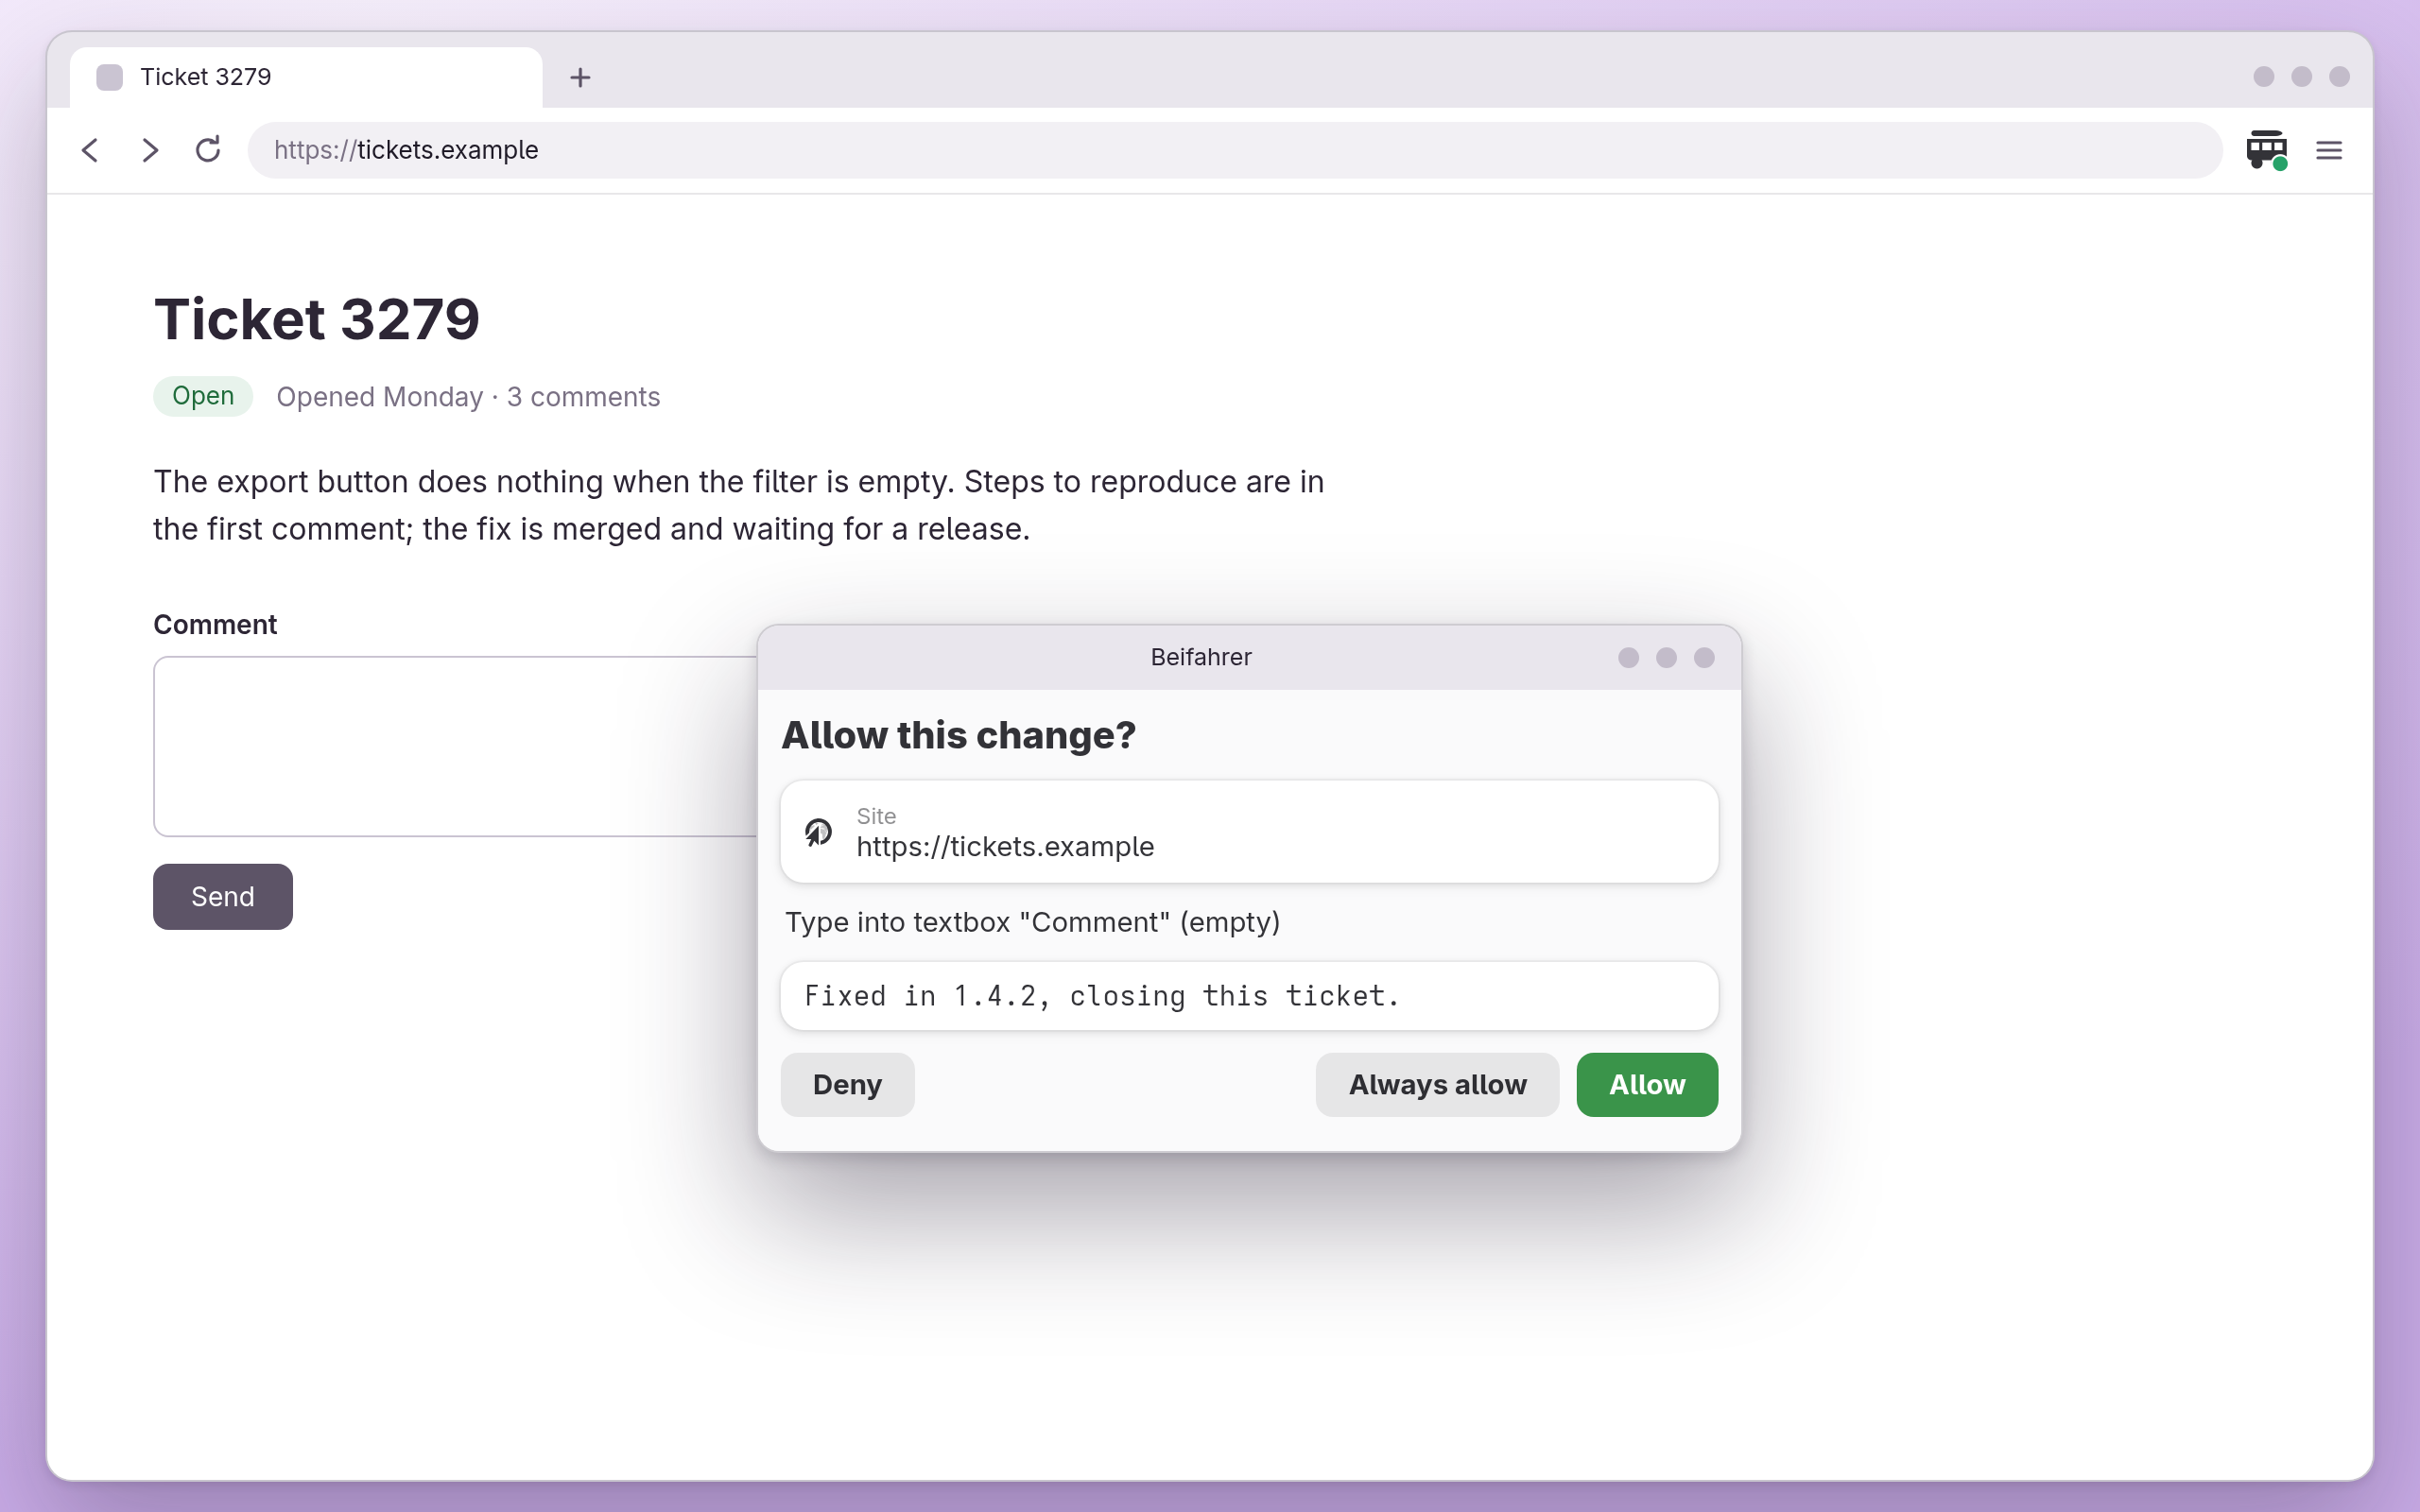 Ticket 3279
https://tickets.example
Ticket 3279
Open
Opened Monday · 3 comments
The export button does nothing when the filter is empty. Steps to reproduce are in
the first comment; the fix is merged and waiting for a release.
Comment
Send
Beifahrer
Allow this change?
Site
https://tickets.example
Type into textbox "Comment" (empty)
Fixed in 1.4.2, closing this ticket.
Deny
Always allow
Allow